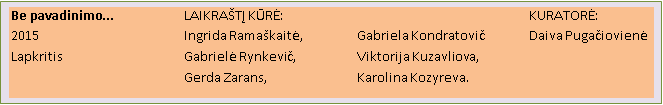 Be pavadinimo... LAIKRAŠTĮ KŪRĖ: KURATORĖ:
2015 Ingrida Ramaškaitė, Gabriela Kondratovič Daiva Pugačiovienė
Lapkritis Gabrielė Rynkevič, Viktorija Kuzavliova,
Gerda Zarans, Karolina Kozyreva.